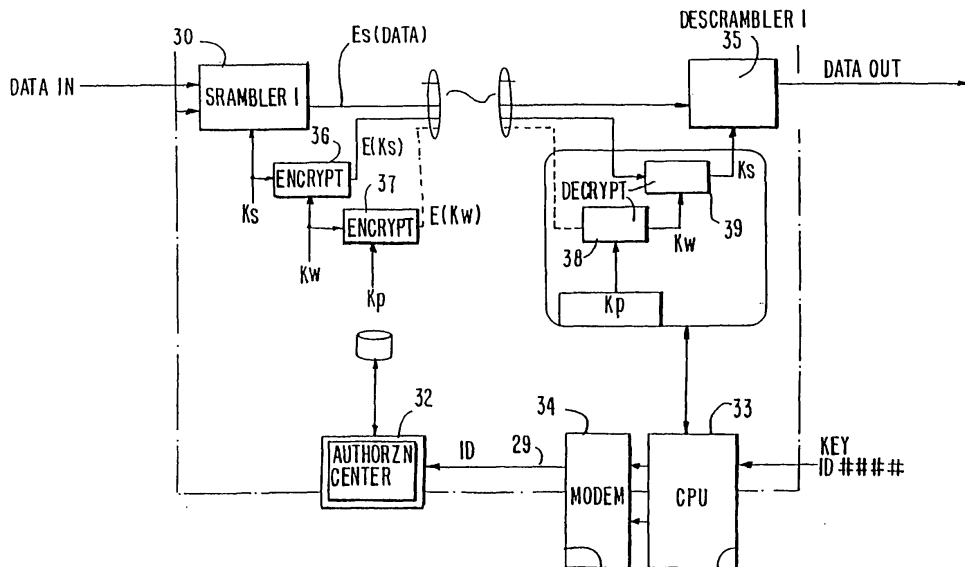 DESCRAMBLER I
30
Es(DATA)
35
DATA IN
SRAMBLER I
DATA OUT
36
E(Ks)
ENCRYPT
37
Ks
ENCRYPT
E(Kw)
Kw
Kp
DECRYPT
Ks
39
38
Kw
Kp
32
ID
29
34
33
AUTHORZN
CENTER
MODEM
CPU
KEY
ID####